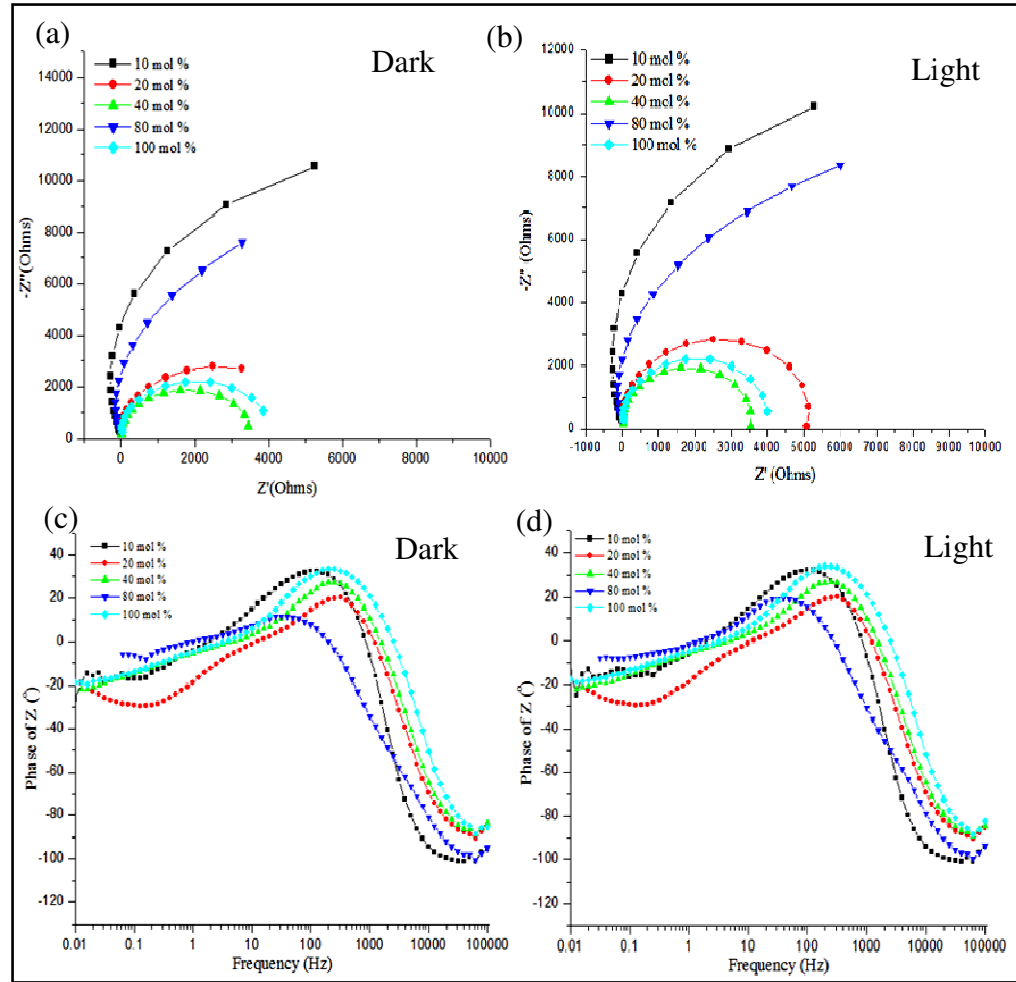 (a)
Dark
10 mol %
20 mol %
40 mol %
80 mol %
100 mol %
14000
12000
10000
8000
6000
4000
2000
0
-Z''(Ohms)
0 2000 4000 6000 8000 10000
Z'(Ohms)
(b)
Light
10 mol %
20 mol %
40 mol %
80 mol %
100 mol %
12000
10000
8000
6000
4000
2000
0
-Z'' (Ohms)
-1000 0 1000 2000 3000 4000 5000 6000 7000 8000 9000 10000
Z' (Ohms)
(c)
Dark
10 mol %
20 mol %
40 mol %
80 mol %
100 mol %
40
20
0
-20
-40
-60
-80
-100
-120
Phase of Z (°)
0.01 0.1 1 10 100 1000 10000 100000
Frequency (Hz)
(d)
Light
10 mol %
20 mol %
40 mol %
80 mol %
100 mol %
40
20
0
-20
-40
-60
-80
-100
-120
Phase of Z (°)
0.01 0.1 1 10 100 1000 10000 100000
Frequency (Hz)